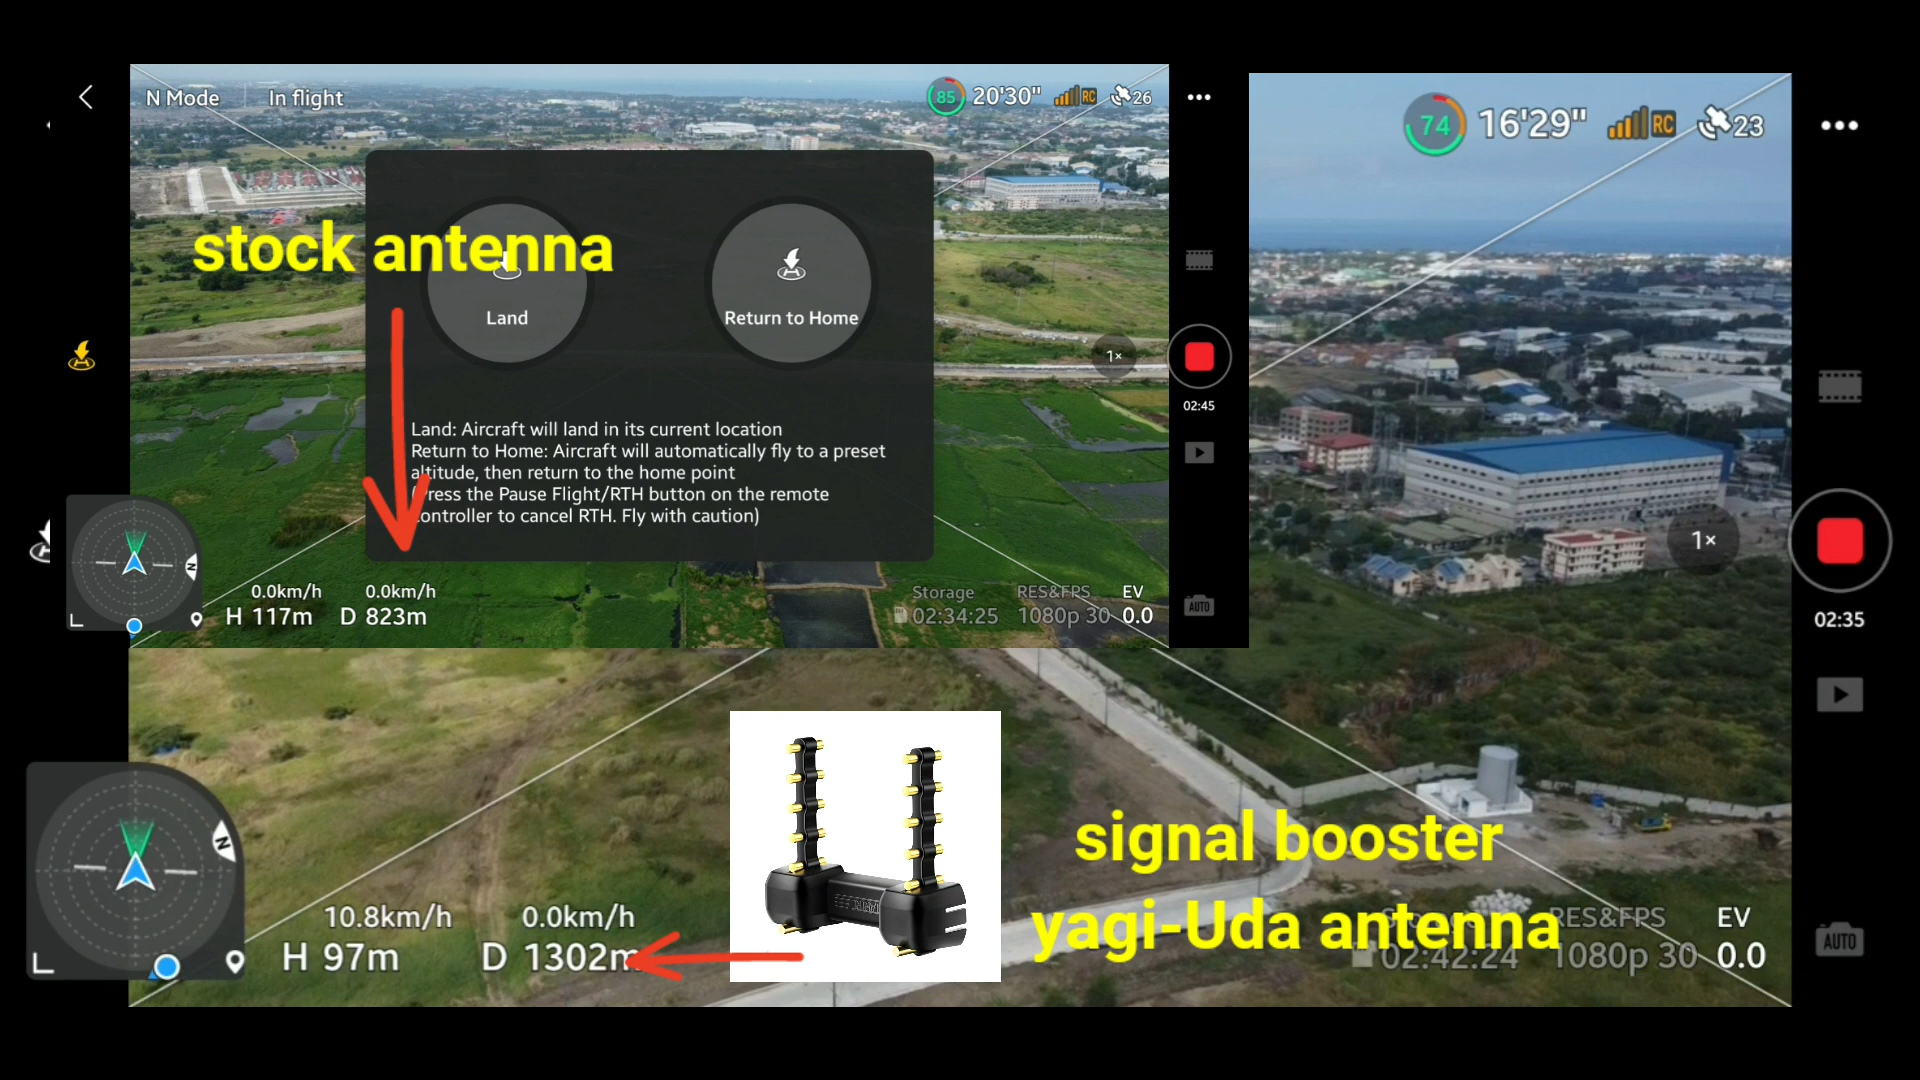 N Mode
In flight
85
20'30"
RC
26
74
16'29"
RC
23
stock antenna
Land
Return to Home
1×
02:45
Land: Aircraft will land in its current location
Return to Home: Aircraft will automatically fly to a preset
altitude, then return to the home point
Press the Pause Flight/RTH button on the remote
controller to cancel RTH. Fly with caution)
N
0.0km/h
0.0km/h
H 117m
D 823m
Storage
02:34:25
RES&FPS
1080p 30
EV
0.0
AUTO
1×
02:35
signal booster
yagi-Uda antenna
N
10.8km/h
0.0km/h
H 97m
D 1302m
02:42:24
RES&FPS
1080p 30
EV
0.0
AUTO